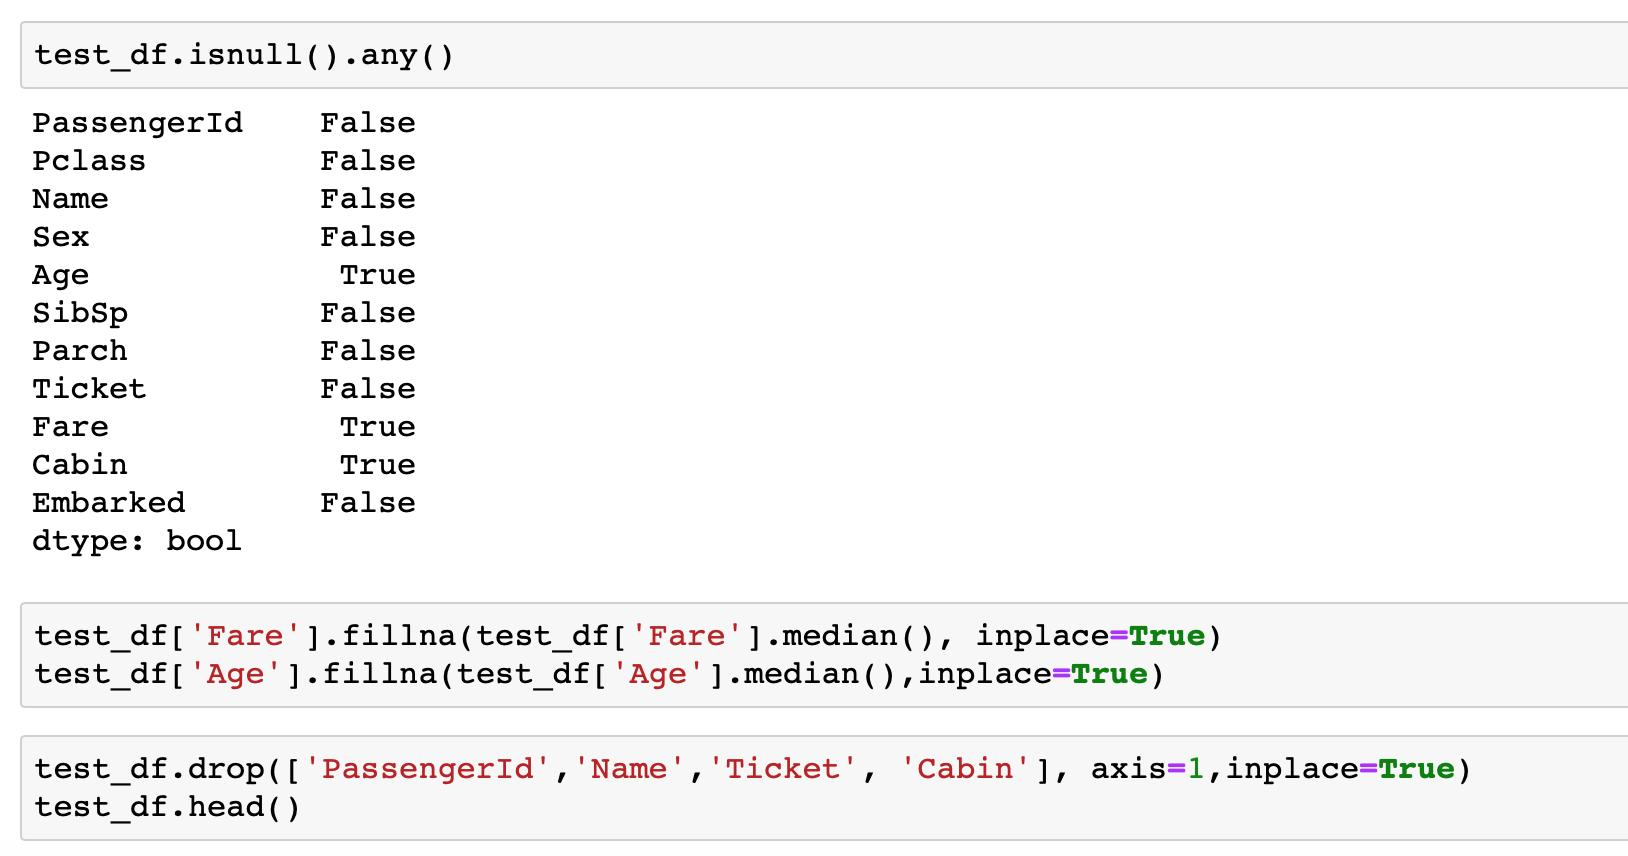 test_df.isnull().any()
PassengerId    False
Pclass         False
Name           False
Sex            False
Age             True
SibSp          False
Parch          False
Ticket         False
Fare            True
Cabin           True
Embarked       False
dtype: bool
test_df['Fare'].fillna(test_df['Fare'].median(), inplace=True)
test_df['Age'].fillna(test_df['Age'].median(),inplace=True)
test_df.drop(['PassengerId','Name','Ticket', 'Cabin'], axis=1,inplace=True)
test_df.head()